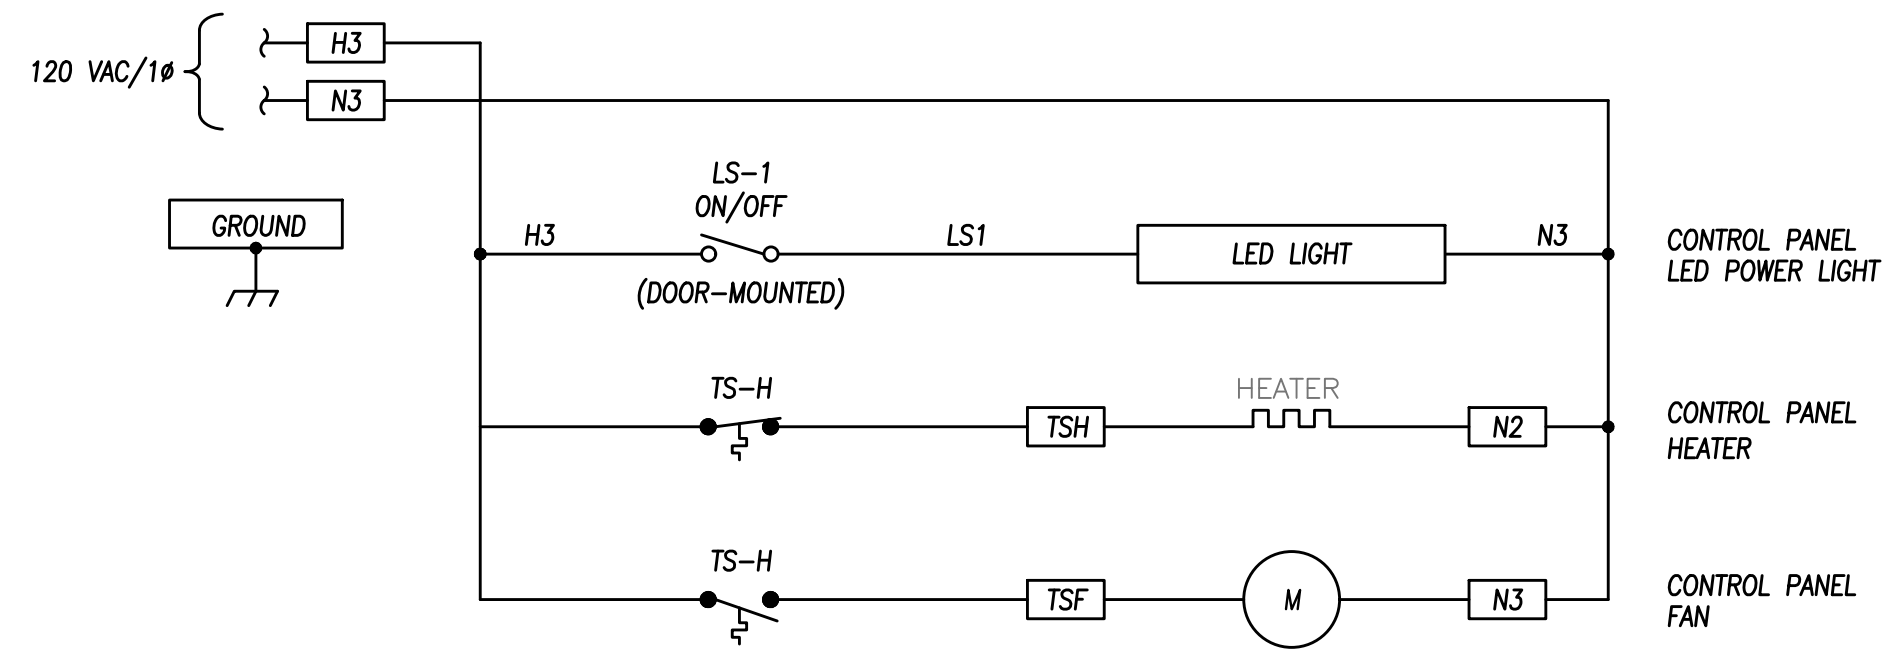 120 VAC/1ø
H3
N3
GROUND
LS-1
ON/OFF
H3
LS1
LED LIGHT
N3
(DOOR-MOUNTED)
CONTROL PANEL
LED POWER LIGHT
TS-H
TSH
HEATER
N2
CONTROL PANEL
HEATER
TS-H
TSF
M
N3
CONTROL PANEL
FAN